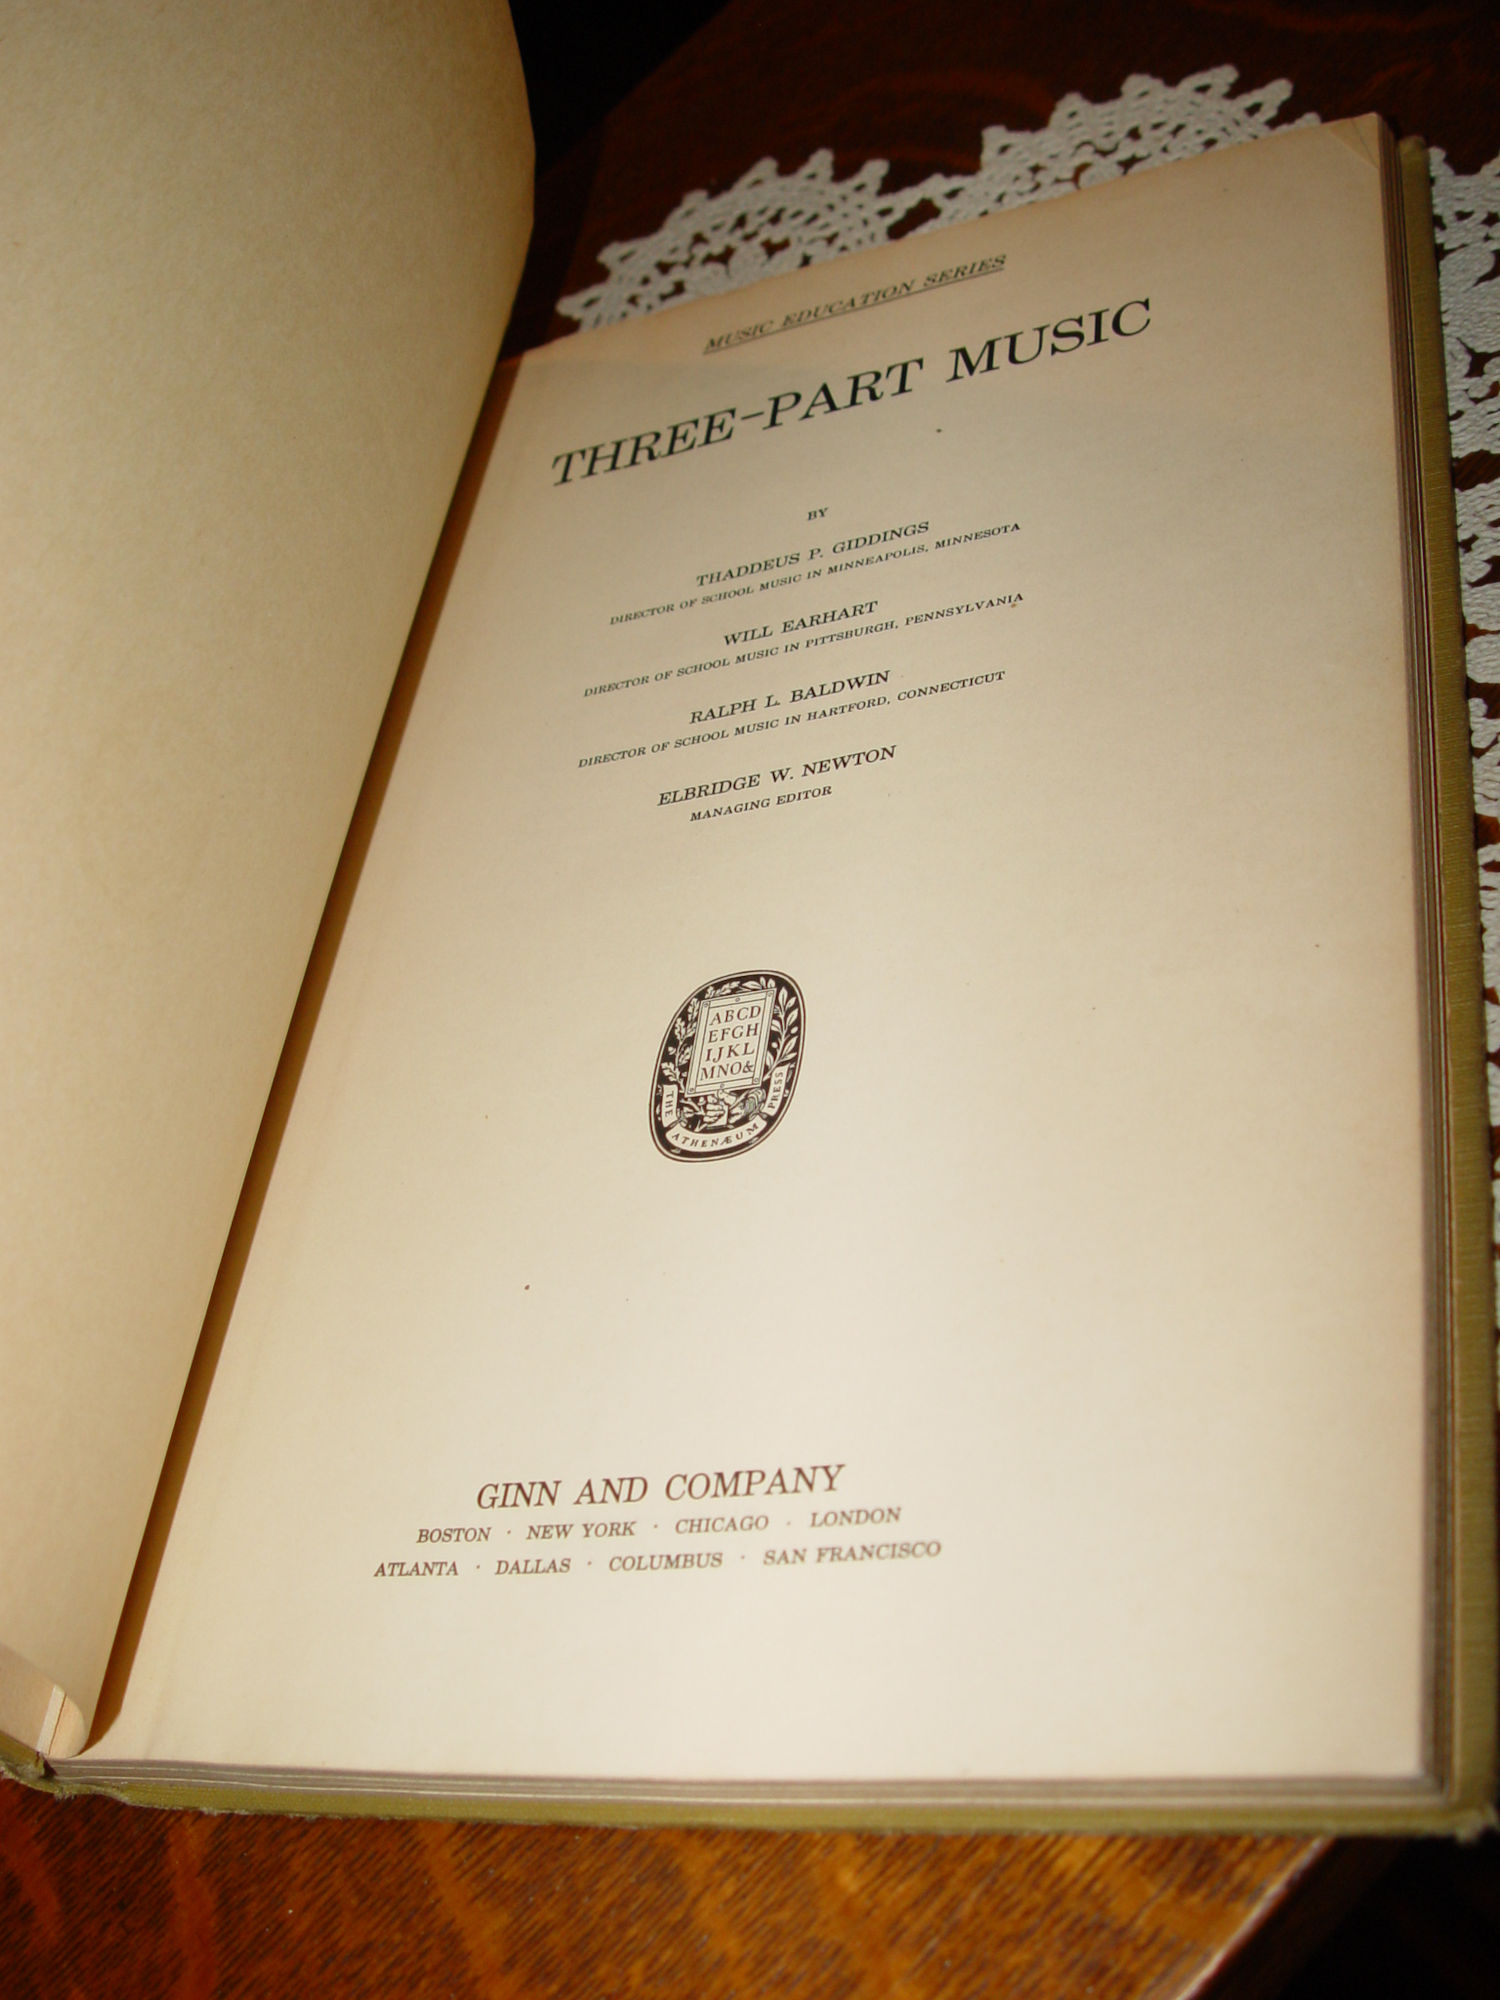 MUSIC EDUCATION SERIES
THREE-PART MUSIC
BY
THADDEUS P. GIDDINGS
DIRECTOR OF SCHOOL MUSIC IN MINNEAPOLIS, MINNESOTA
WILL EARHART
DIRECTOR OF SCHOOL MUSIC IN PITTSBURGH, PENNSYLVANIA
RALPH L. BALDWIN
DIRECTOR OF SCHOOL MUSIC IN HARTFORD, CONNECTICUT
ELBRIDGE W. NEWTON
MANAGING EDITOR
ABCD
EFGH
IJKL
MNO&
THE ATHENÆUM PRESS
GINN AND COMPANY
BOSTON · NEW YORK · CHICAGO · LONDON
ATLANTA · DALLAS · COLUMBUS · SAN FRANCISCO